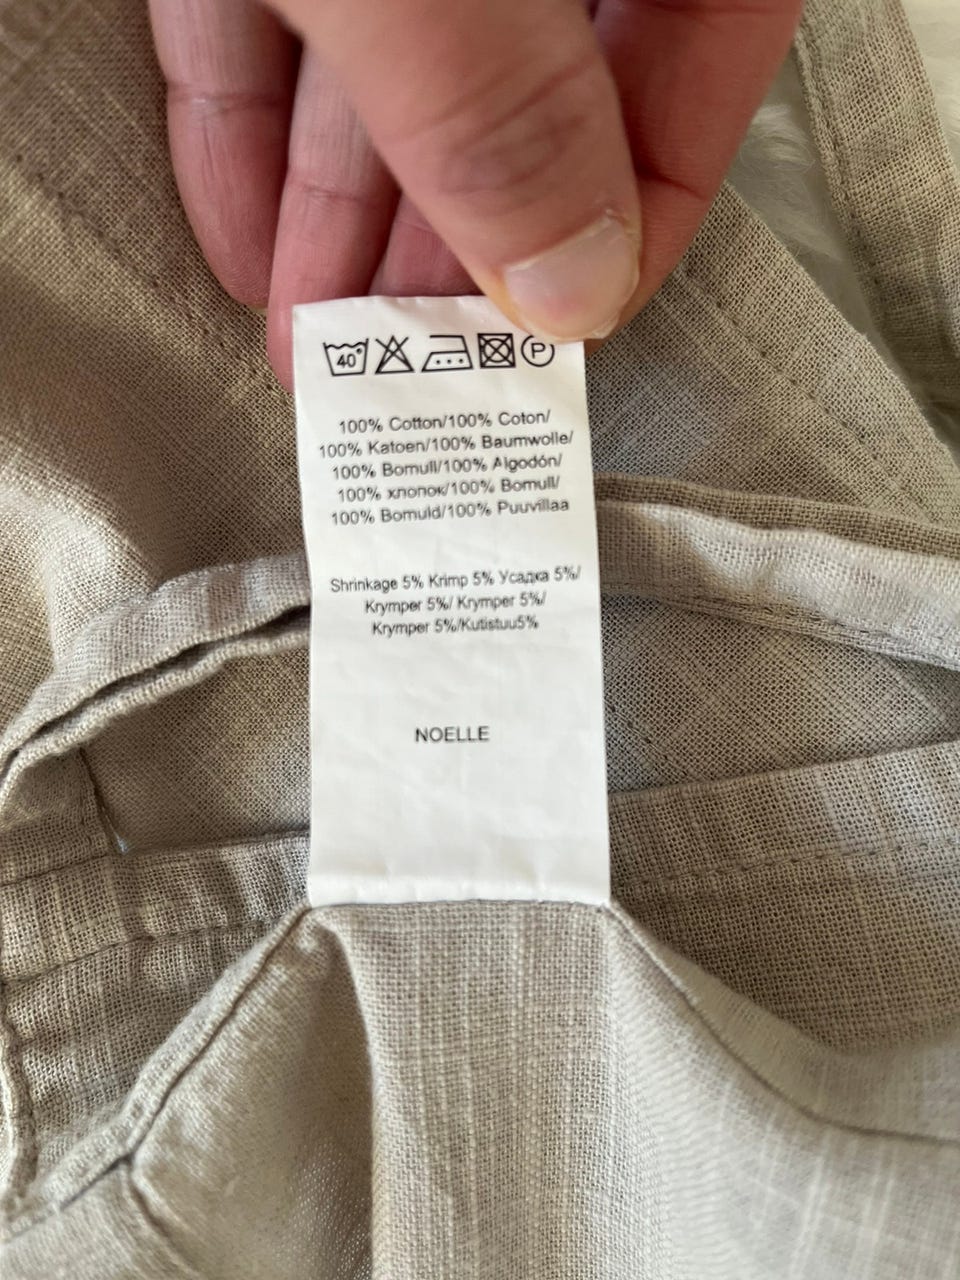 40°
P
100% Cotton/100% Coton/
100% Katoen/100% Baumwolle/
100% Bomull/100% Algodón/
100% хлопок/100% Bomull/
100% Bomuld/100% Puuvillaa
Shrinkage 5% Krimp 5% Усадка 5%/
Krymper 5%/ Krymper 5%/
Krymper 5%/Kutistuu5%
NOELLE